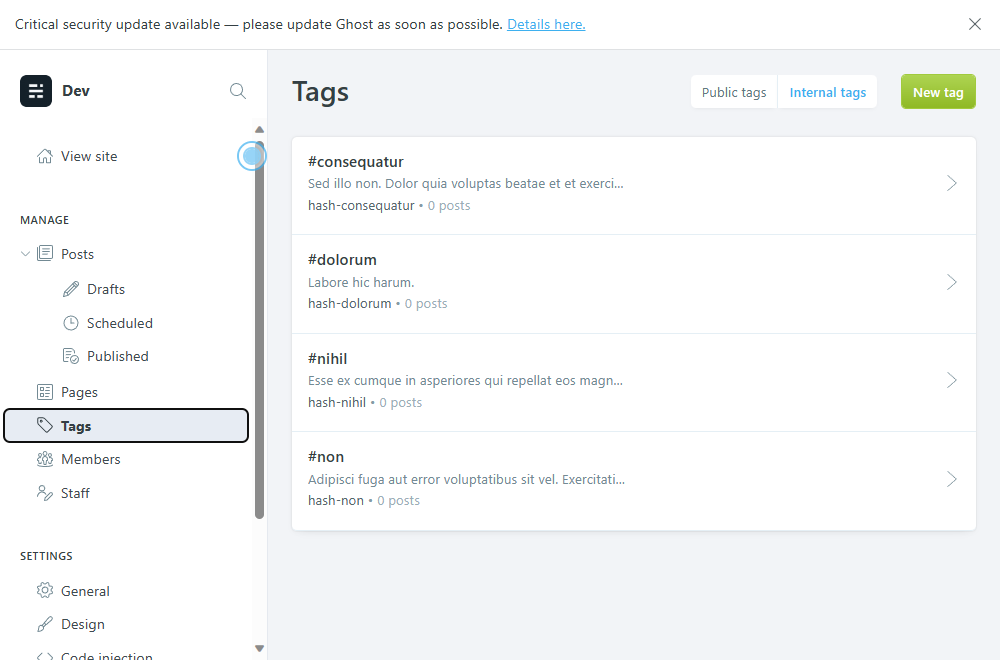 Critical security update available — please update Ghost as soon as possible. Details here.
Dev
View site
MANAGE
Posts
Drafts
Scheduled
Published
Pages
Tags
Members
Staff
SETTINGS
General
Design
Code injection
Tags
Public tags
Internal tags
New tag
#consequatur
Sed illo non. Dolor quia voluptas beatae et et exerci...
hash-consequatur • 0 posts
#dolorum
Labore hic harum.
hash-dolorum • 0 posts
#nihil
Esse ex cumque in asperiores qui repellat eos magn...
hash-nihil • 0 posts
#non
Adipisci fuga aut error voluptatibus sit vel. Exercitati...
hash-non • 0 posts